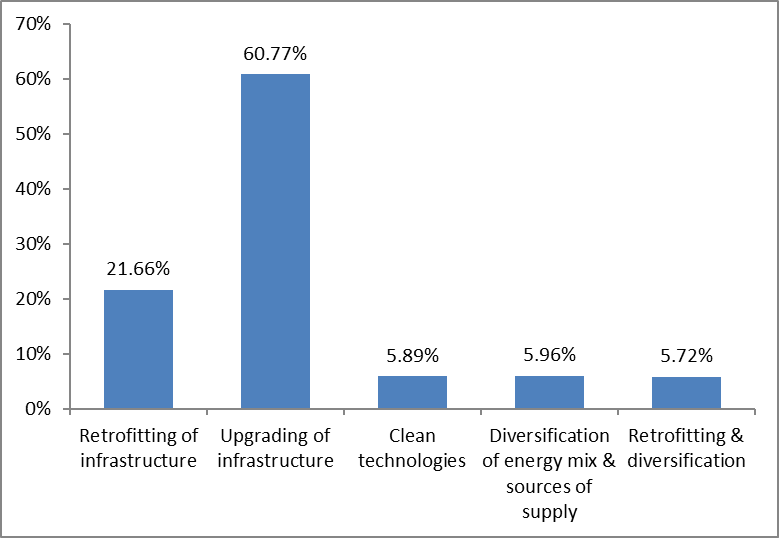 70%
60%
50%
40%
30%
20%
10%
0%
21.66%
60.77%
5.89%
5.96%
5.72%
Retrofitting of
infrastructure
Upgrading of
infrastructure
Clean
technologies
Diversification
of energy mix &
sources of
supply
Retrofitting &
diversification